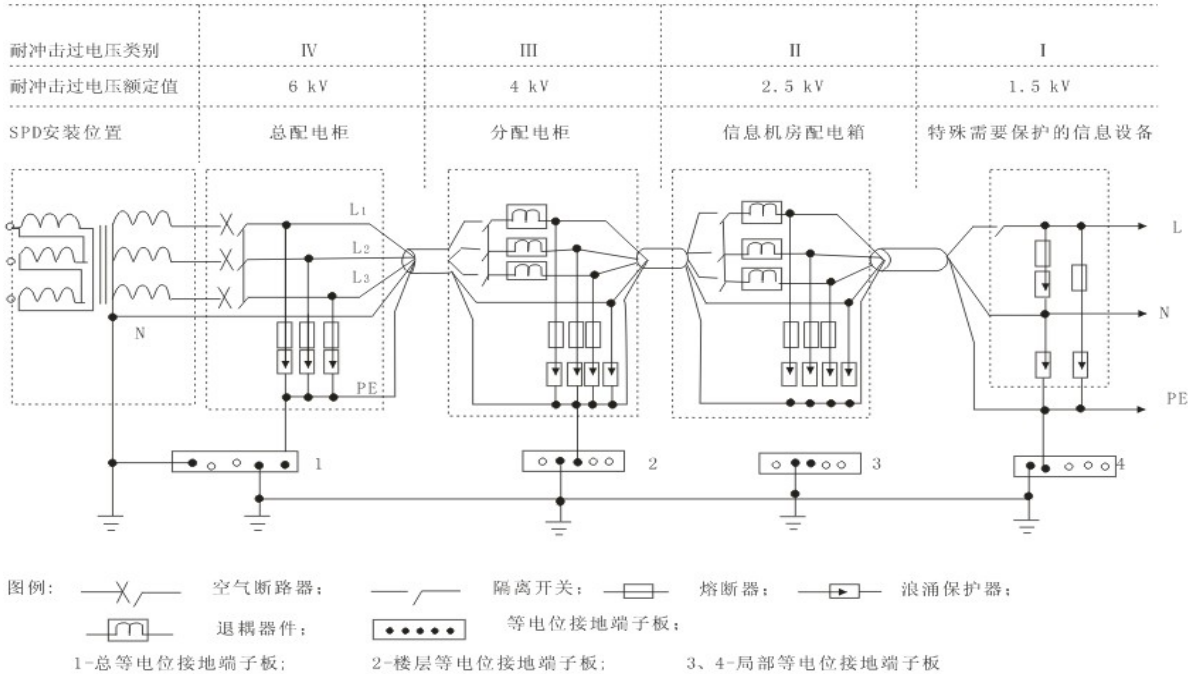 耐冲击过电压类别 IV III II I
耐冲击过电压额定值 6 kV 4 kV 2.5 kV 1.5 kV
SPD安装位置 总配电柜 分配电柜 信息机房配电箱 特殊需要保护的信息设备
L1
L
L2
L3
N
N
PE
PE
1
2
3
4
图例: 空气断路器; 隔离开关; 熔断器; 浪涌保护器;
退耦器件; 等电位接地端子板;
1-总等电位接地端子板; 2-楼层等电位接地端子板; 3、4-局部等电位接地端子板